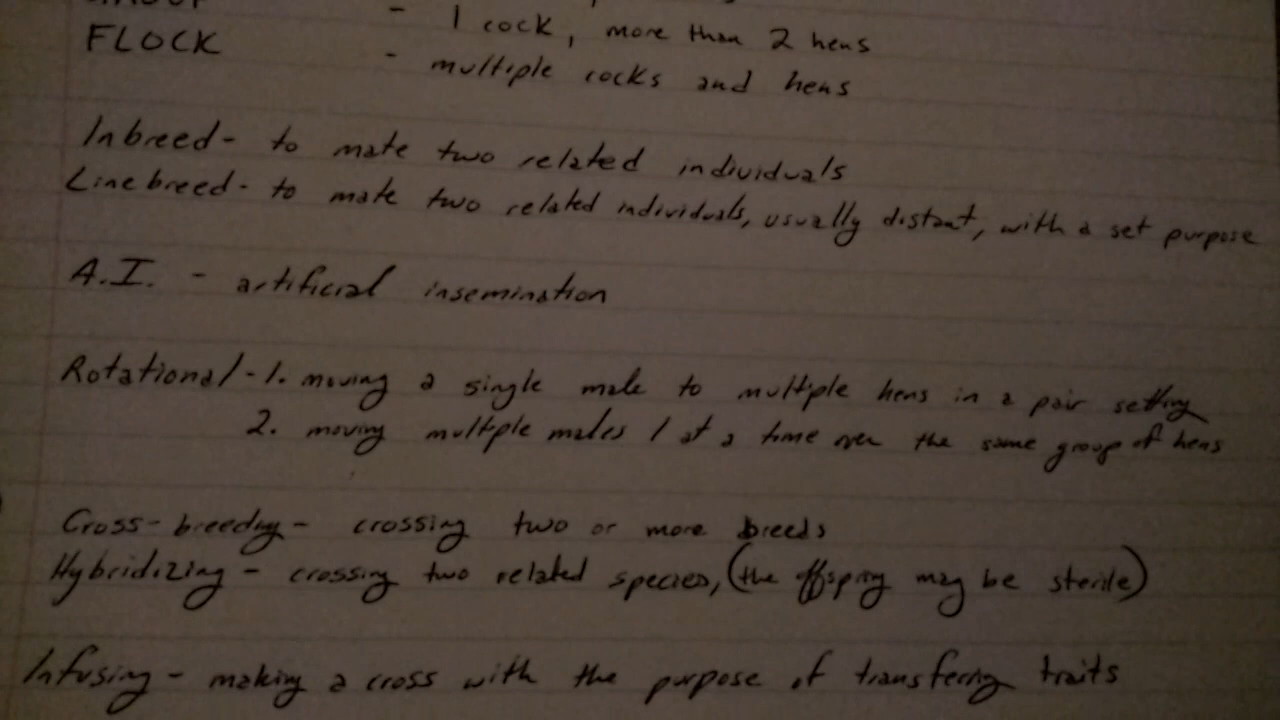 - 1 cock, more than 2 hens
FLOCK - multiple cocks and hens
Inbreed- to mate two related individuals
Linebreed- to mate two related individuals, usually distant, with a set purpose
A.I. - artificial insemination
Rotational-1. moving a single male to multiple hens in a pair setting
2. moving multiple males 1 at a time over the same group of hens
Cross-breeding- crossing two or more breeds
Hybridizing - crossing two related species, (the offspring may be sterile)
Infusing - making a cross with the purpose of transferring traits